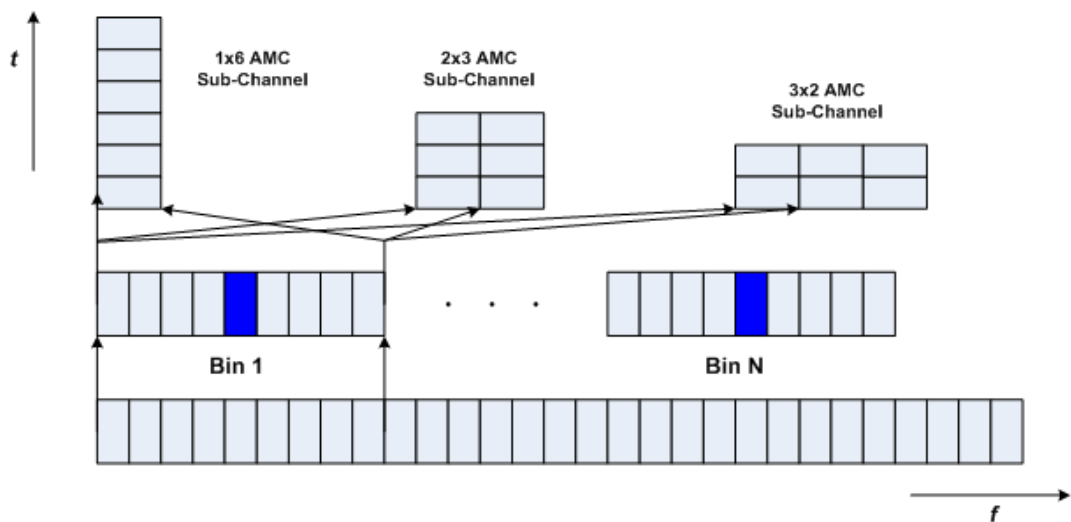 t
1x6 AMC
Sub-Channel
2x3 AMC
Sub-Channel
3x2 AMC
Sub-Channel
. . .
Bin 1
Bin N
f